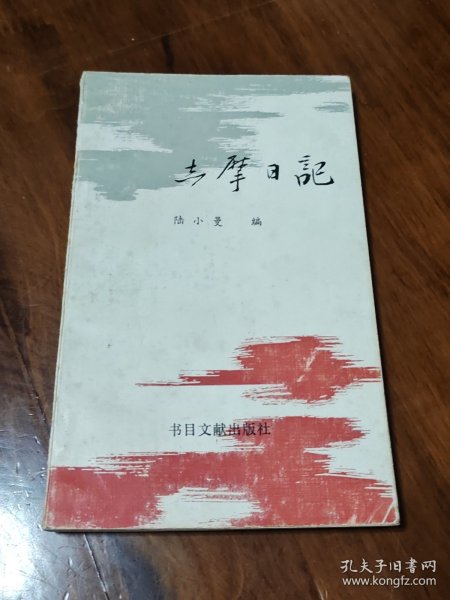 志摩日記
陆小曼 编
书目文献出版社
孔夫子旧书网
www.kongfz.com